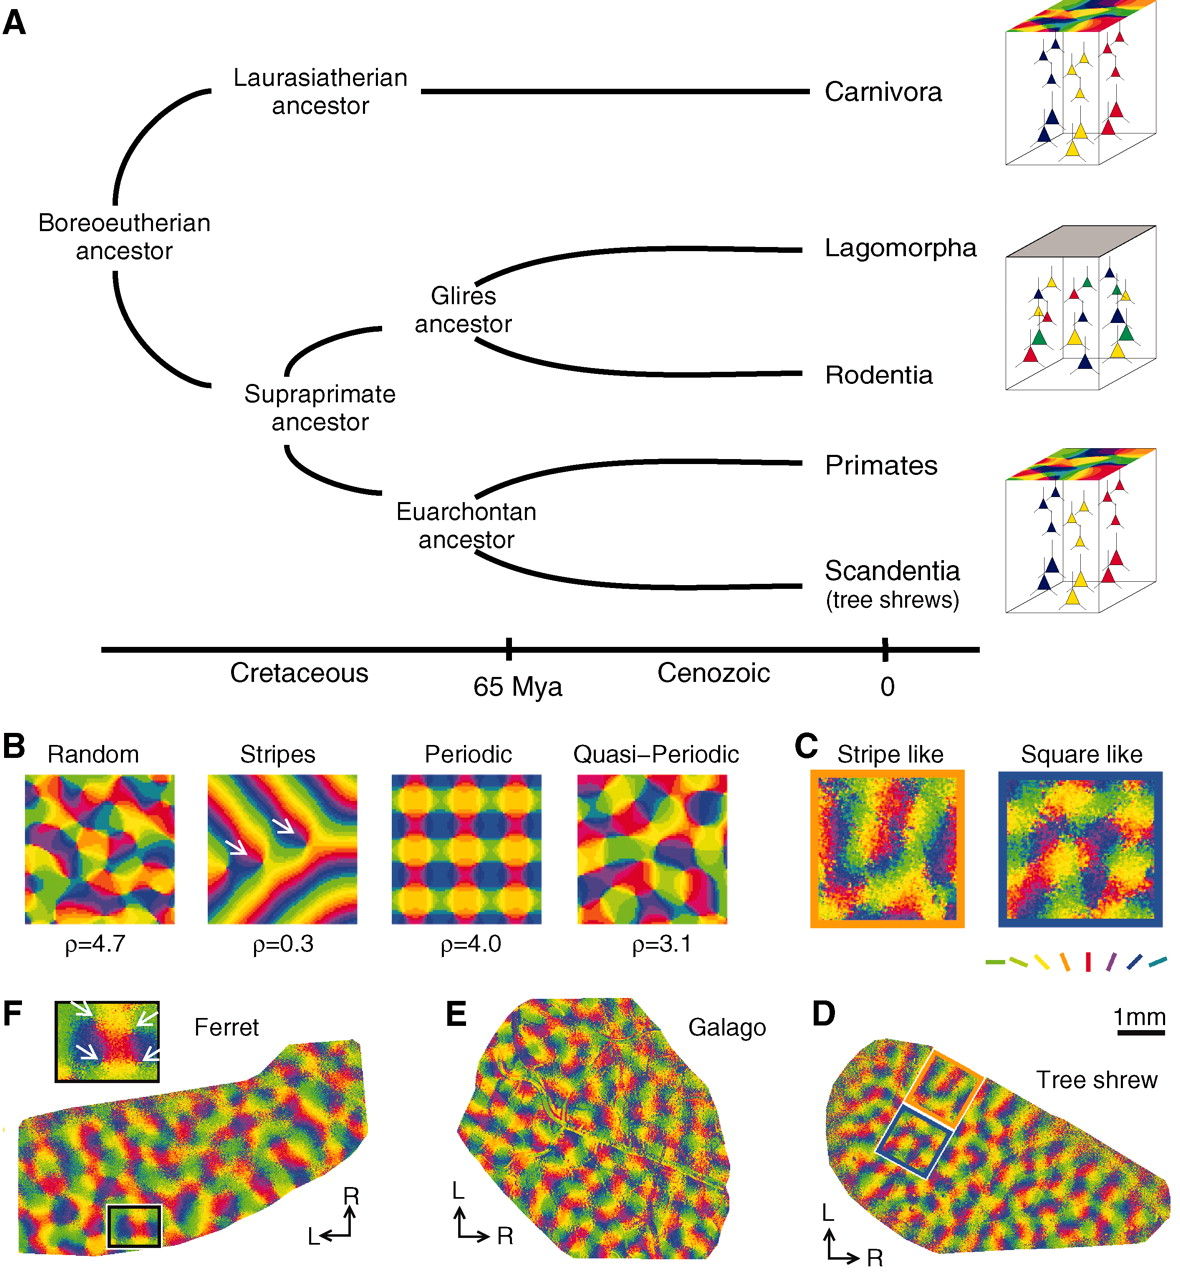 A
Laurasiatherian
ancestor
Carnivora
Boreoeutherian
ancestor
Lagomorpha
Glires
ancestor
Rodentia
Supraprimate
ancestor
Primates
Euarchontan
ancestor
Scandentia
(tree shrews)
Cretaceous
65 Mya
Cenozoic
0
B
Random
Stripes
Periodic
Quasi−Periodic
ρ=4.7
ρ=0.3
ρ=4.0
ρ=3.1
C
Stripe like
Square like
F
Ferret
R
L
E
Galago
L
R
D
1mm
Tree shrew
L
R